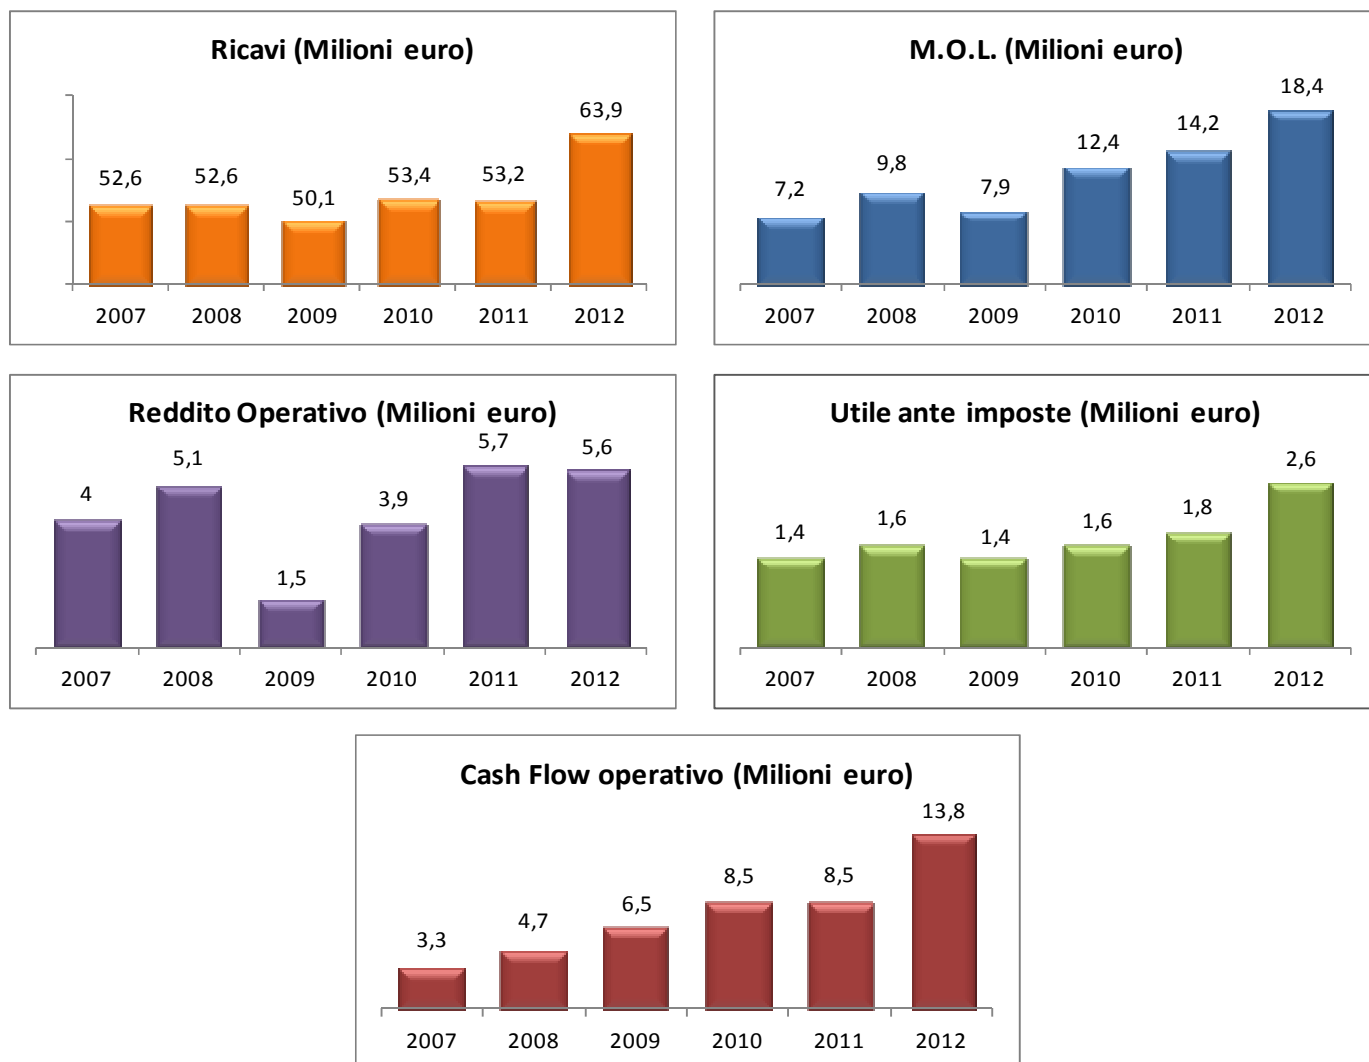 Ricavi (Milioni euro)
52,6 52,6 50,1 53,4 53,2 63,9
2007 2008 2009 2010 2011 2012
M.O.L. (Milioni euro)
7,2 9,8 7,9 12,4 14,2 18,4
2007 2008 2009 2010 2011 2012
Reddito Operativo (Milioni euro)
4 5,1 1,5 3,9 5,7 5,6
2007 2008 2009 2010 2011 2012
Utile ante imposte (Milioni euro)
1,4 1,6 1,4 1,6 1,8 2,6
2007 2008 2009 2010 2011 2012
Cash Flow operativo (Milioni euro)
3,3 4,7 6,5 8,5 8,5 13,8
2007 2008 2009 2010 2011 2012